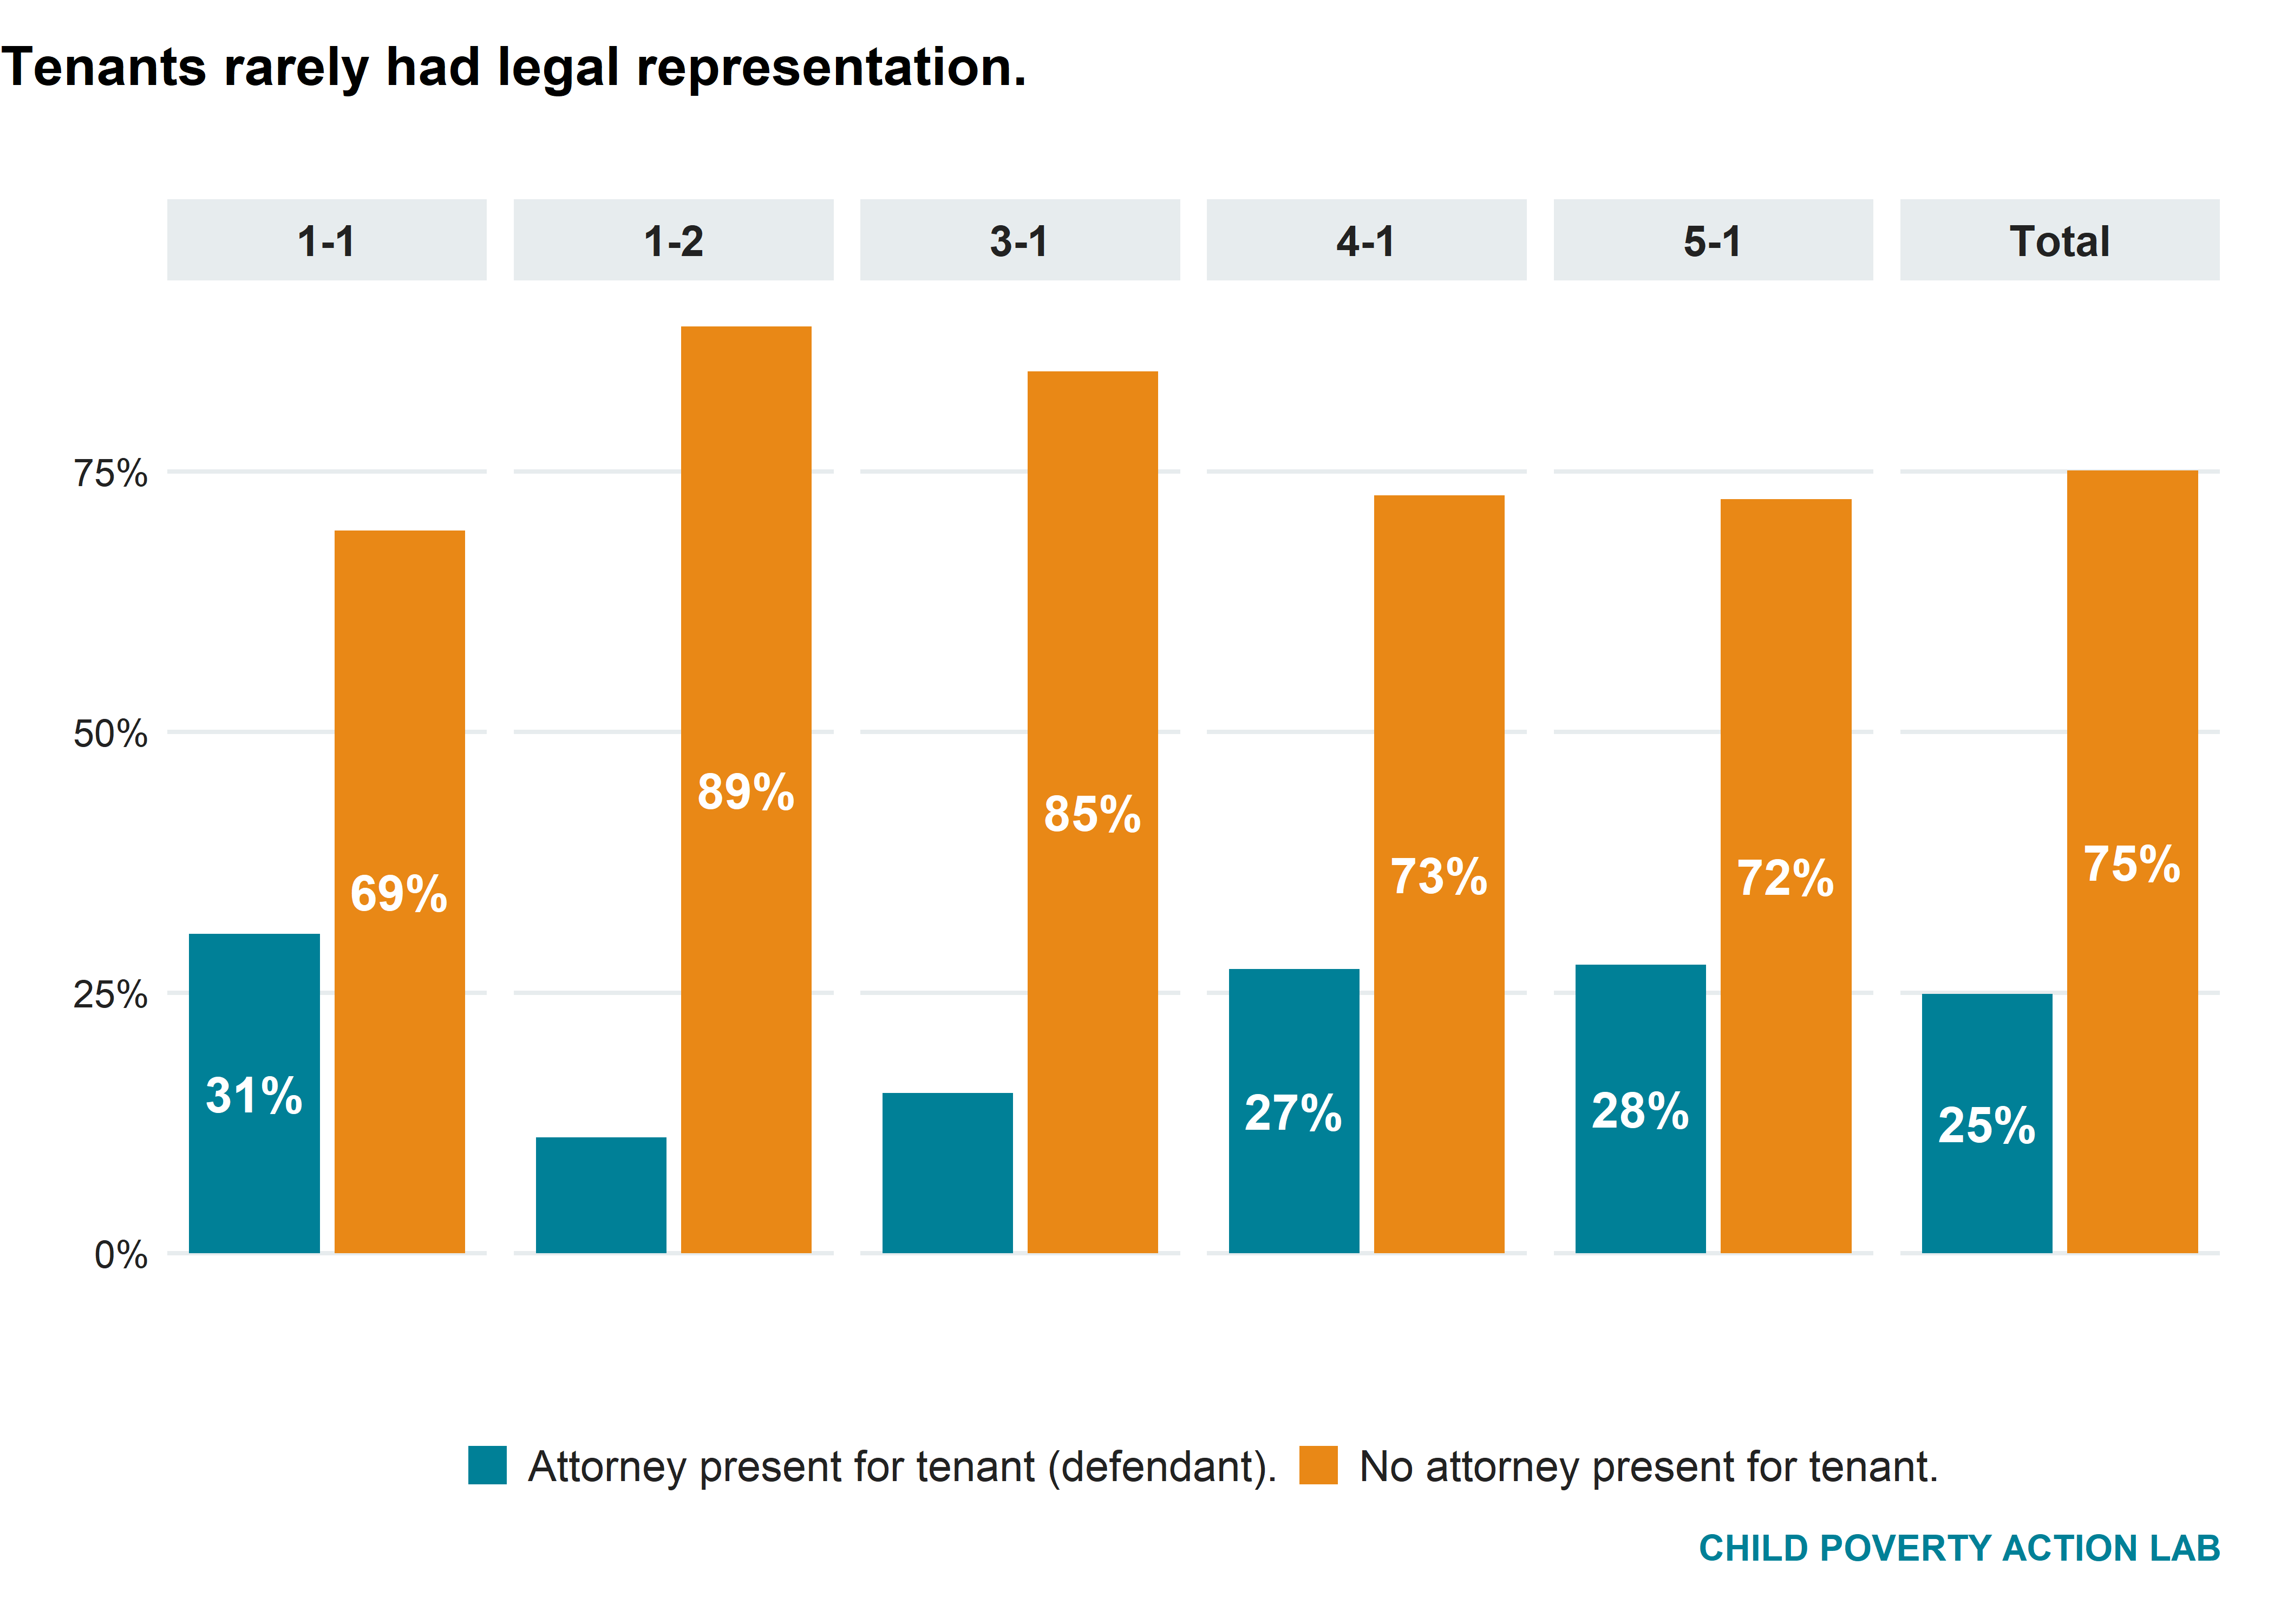 Tenants rarely had legal representation.
1-1 1-2 3-1 4-1 5-1 Total
75%
50%
25%
0%
31% 69% 89% 85% 27% 73% 28% 72% 25% 75%
Attorney present for tenant (defendant). No attorney present for tenant.
CHILD POVERTY ACTION LAB